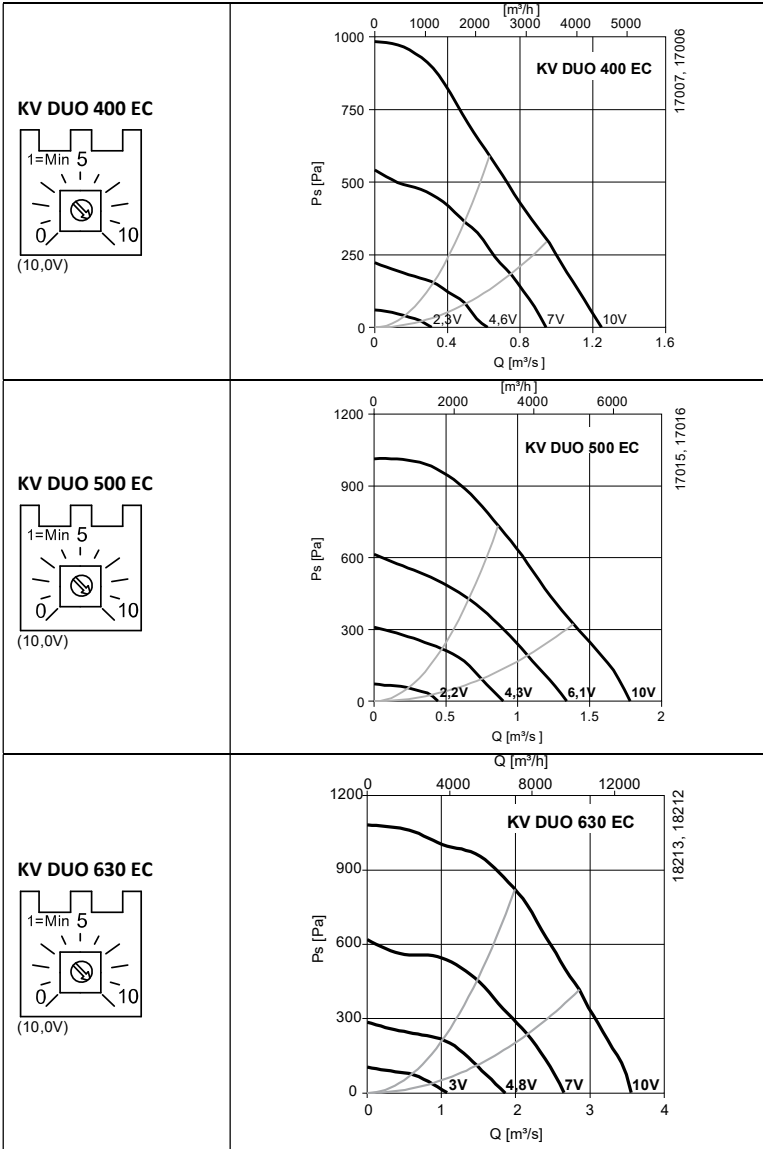 KV DUO 400 EC
1=Min 5
0 10
(10,0V)
[m³/h]
0 1000 2000 3000 4000 5000
KV DUO 400 EC
17007, 17006
Ps [Pa]
1000
750
500
250
0
2,3V 4,6V 7V 10V
0 0.4 0.8 1.2 1.6
Q [m³/s ]
KV DUO 500 EC
1=Min 5
0 10
(10,0V)
[m³/h]
0 2000 4000 6000
KV DUO 500 EC
17015, 17016
Ps [Pa]
1200
900
600
300
0
2,2V 4,3V 6,1V 10V
0 0.5 1 1.5 2
Q [m³/s ]
KV DUO 630 EC
1=Min 5
0 10
(10,0V)
Q [m³/h]
0 4000 8000 12000
KV DUO 630 EC
18213, 18212
Ps [Pa]
1200
900
600
300
0
3V 4,8V 7V 10V
0 1 2 3 4
Q [m³/s]